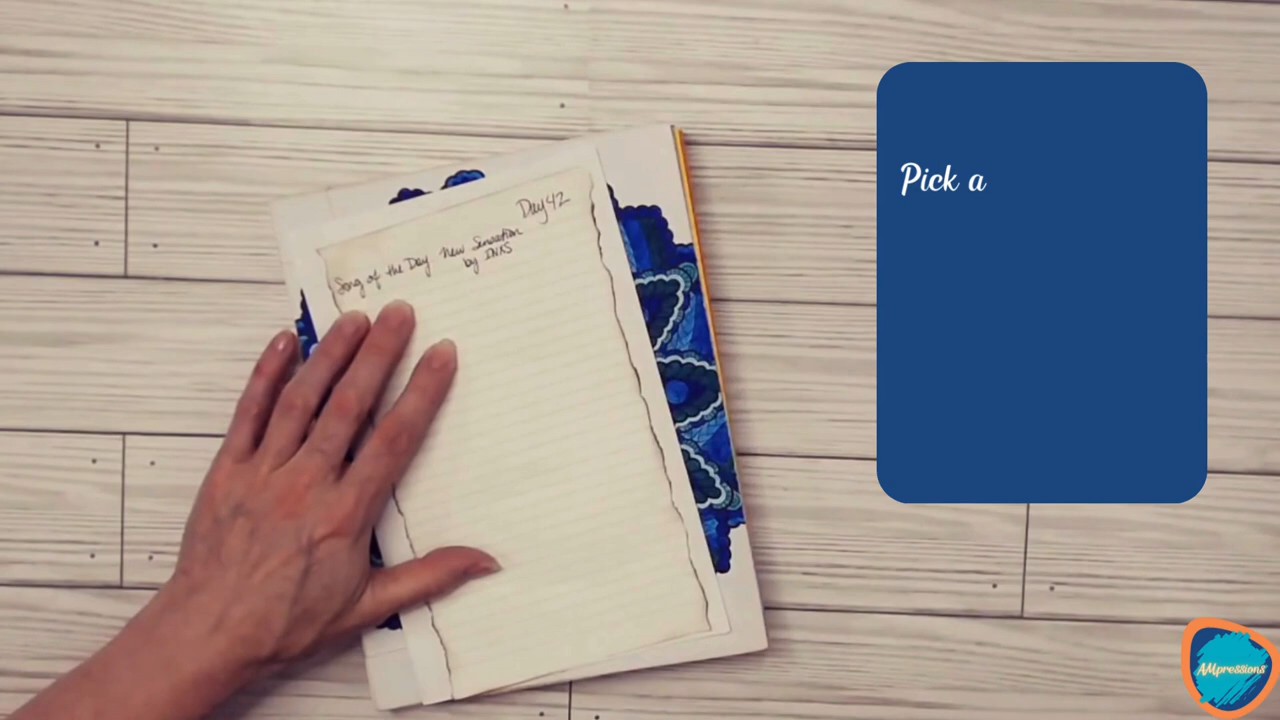 Day 42
Song of the Day New Sensation
by INXS
Pick a
AMpressions